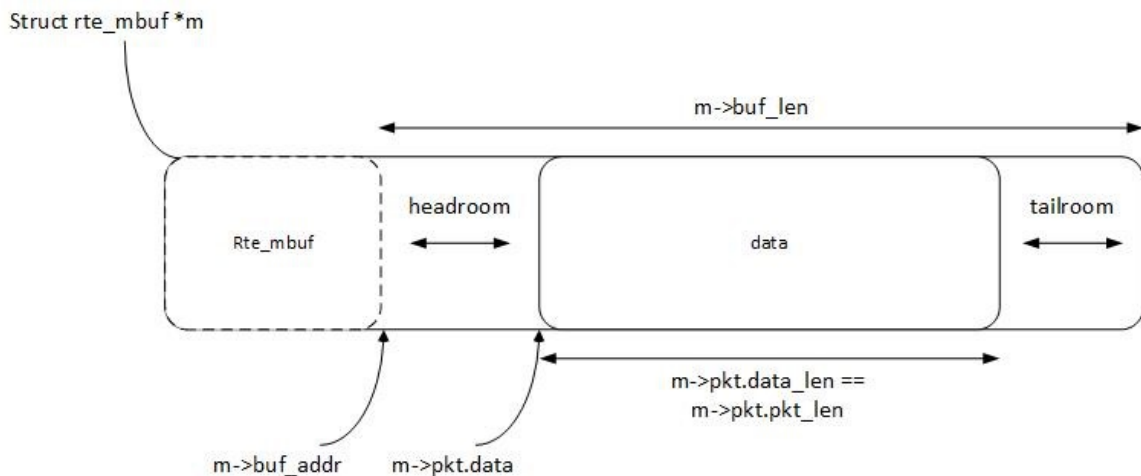 Struct rte_mbuf *m
m->buf_len
headroom
tailroom
Rte_mbuf
data
m->pkt.data_len ==
m->pkt.pkt_len
m->buf_addr
m->pkt.data